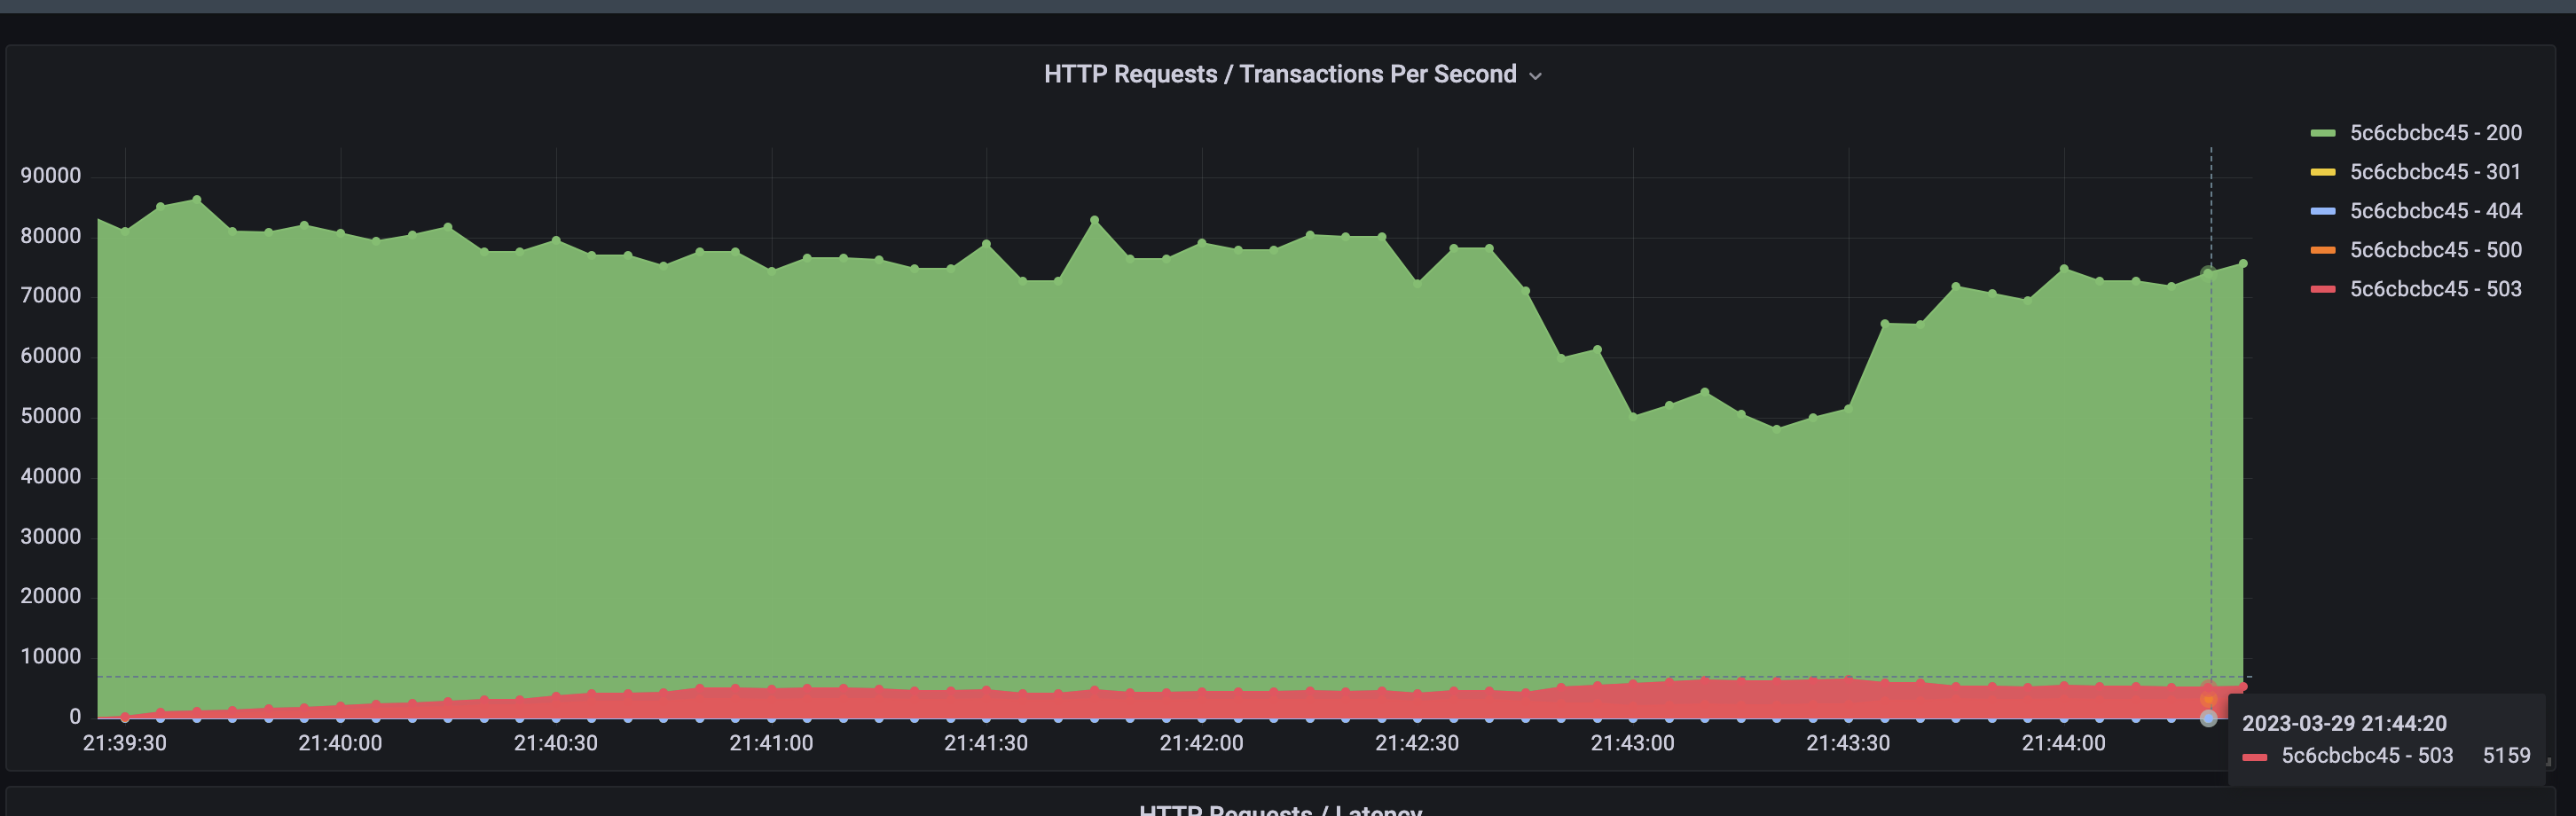 HTTP Requests / Transactions Per Second
5c6cbcbc45 - 200
5c6cbcbc45 - 301
5c6cbcbc45 - 404
5c6cbcbc45 - 500
5c6cbcbc45 - 503
90000
80000
70000
60000
50000
40000
30000
20000
10000
0
21:39:30 21:40:00 21:40:30 21:41:00 21:41:30 21:42:00 21:42:30 21:43:00 21:43:30 21:44:00
2023-03-29 21:44:20
5c6cbcbc45 - 503 5159
HTTP Requests / Latency